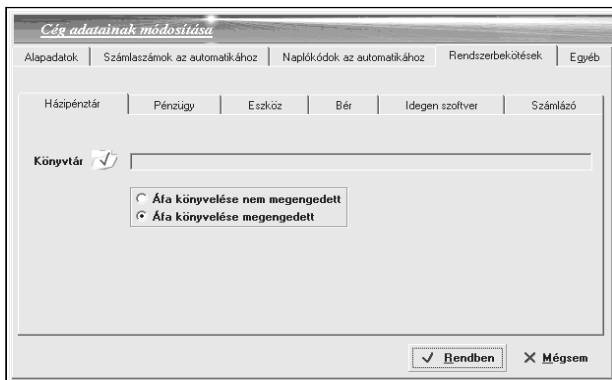 Cég adatainak módosítása
Alapadatok Számlaszámok az automatikához Naplókódok az automatikához Rendszerbekötések Egyéb
Házipénztár Pénzügy Eszköz Bér Idegen szoftver Számlázó
Könyvtár
Áfa könyvelése nem megengedett
Áfa könyvelése megengedett
Rendben Mégsem